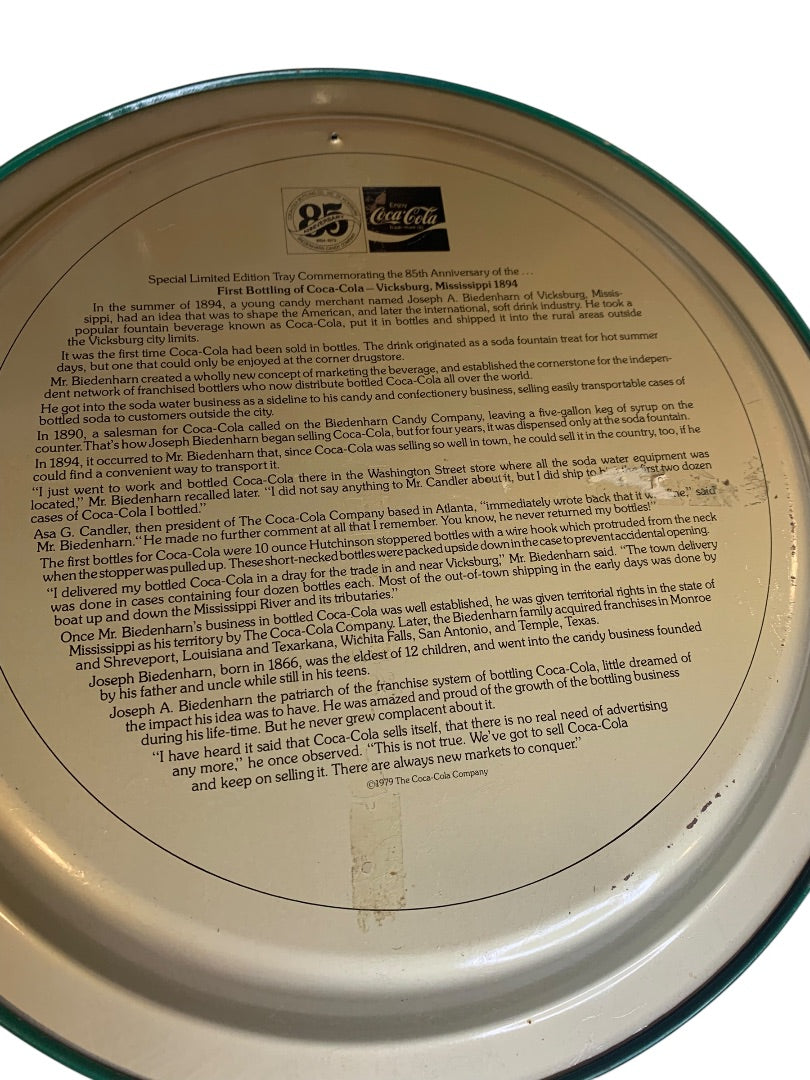 85
ANNIVERSARY
Enjoy
Coca-Cola
Special Limited Edition Tray Commemorating the 85th Anniversary of the ...
First Bottling of Coca-Cola – Vicksburg, Mississippi 1894
In the summer of 1894, a young candy merchant named Joseph A. Biedenharn of Vicksburg, Missis-
sippi, had an idea that was to shape the American, and later the international, soft drink industry. He took a
popular fountain beverage known as Coca-Cola, put it in bottles and shipped it into the rural areas outside
the Vicksburg city limits.
It was the first time Coca-Cola had been sold in bottles. The drink originated as a soda fountain treat for hot summer
days, but one that could only be enjoyed at the corner drugstore.
Mr. Biedenharn created a wholly new concept of marketing the beverage, and established the cornerstone for the indepen-
dent network of franchised bottlers who now distribute bottled Coca-Cola all over the world.
He got into the soda water business as a sideline to his candy and confectionery business, selling easily transportable cases of
bottled soda to customers outside the city.
In 1890, a salesman for Coca-Cola called on the Biedenharn Candy Company, leaving a five-gallon keg of syrup on the
counter. That's how Joseph Biedenharn began selling Coca-Cola, but for four years, it was dispensed only at the soda fountain.
In 1894, it occurred to Mr. Biedenharn that, since Coca-Cola was selling so well in town, he could sell it in the country, too, if he
could find a convenient way to transport it.
“I just went to work and bottled Coca-Cola there in the Washington Street store where all the soda water equipment was
located,” Mr. Biedenharn recalled later. “I did not say anything to Mr. Candler about it, but I did ship to first two dozen
cases of Coca-Cola I bottled.”
Asa G. Candler, then president of The Coca-Cola Company based in Atlanta, “immediately wrote back that it said
Mr. Biedenharn. “He made no further comment at all that I remember. You know, he never returned my bottles!”
The first bottles for Coca-Cola were 10 ounce Hutchinson stoppered bottles with a wire hook which protruded from the neck
when the stopper was pulled up. These short-necked bottles were packed upside down in the case to prevent accidental opening.
“I delivered my bottled Coca-Cola in a dray for the trade in and near Vicksburg,” Mr. Biedenharn said. “The town delivery
was done in cases containing four dozen bottles each. Most of the out-of-town shipping in the early days was done by
boat up and down the Mississippi River and its tributaries.”
Once Mr. Biedenharn's business in bottled Coca-Cola was well established, he was given territorial rights in the state of
Mississippi as his territory by The Coca-Cola Company. Later, the Biedenharn family acquired franchises in Monroe
and Shreveport, Louisiana and Texarkana, Wichita Falls, San Antonio, and Temple, Texas.
Joseph Biedenharn, born in 1866, was the eldest of 12 children, and went into the candy business founded
by his father and uncle while still in his teens.
Joseph A. Biedenharn the patriarch of the franchise system of bottling Coca-Cola, little dreamed of
the impact his idea was to have. He was amazed and proud of the growth of the bottling business
during his life-time. But he never grew complacent about it.
“I have heard it said that Coca-Cola sells itself, that there is no real need of advertising
any more,” he once observed. “This is not true. We've got to sell Coca-Cola
and keep on selling it. There are always new markets to conquer.”
©1979 The Coca-Cola Company